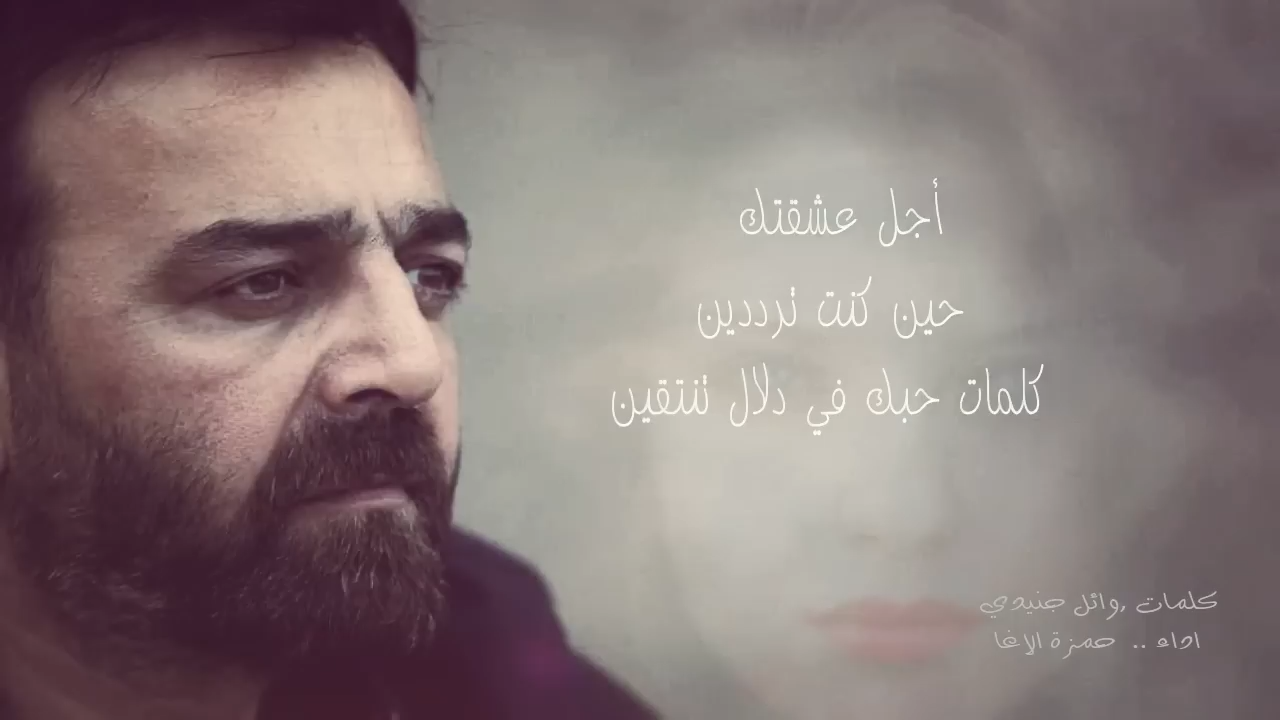 أجل عشقتك
حين كنت ترددين
كلمات حبك في دلال تنتقين
كلمات ,وائل جنيدي
اداء .. حمزة الاغا